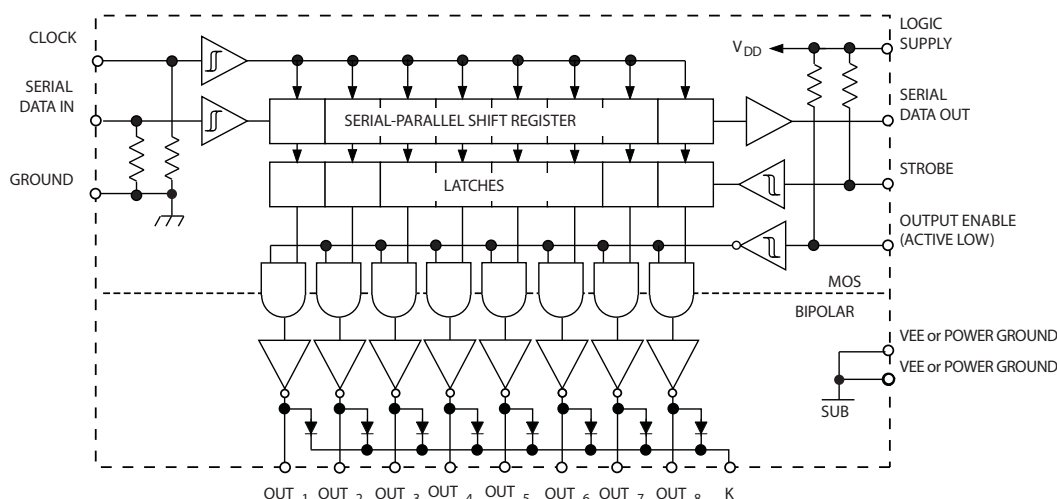 CLOCK
SERIAL
DATA IN
GROUND
LOGIC
SUPPLY
VDD
SERIAL
DATA OUT
SERIAL-PARALLEL SHIFT REGISTER
STROBE
LATCHES
OUTPUT ENABLE
(ACTIVE LOW)
MOS
BIPOLAR
VEE or POWER GROUND
VEE or POWER GROUND
SUB
OUT 1 OUT 2 OUT 3 OUT 4 OUT 5 OUT 6 OUT 7 OUT 8 K